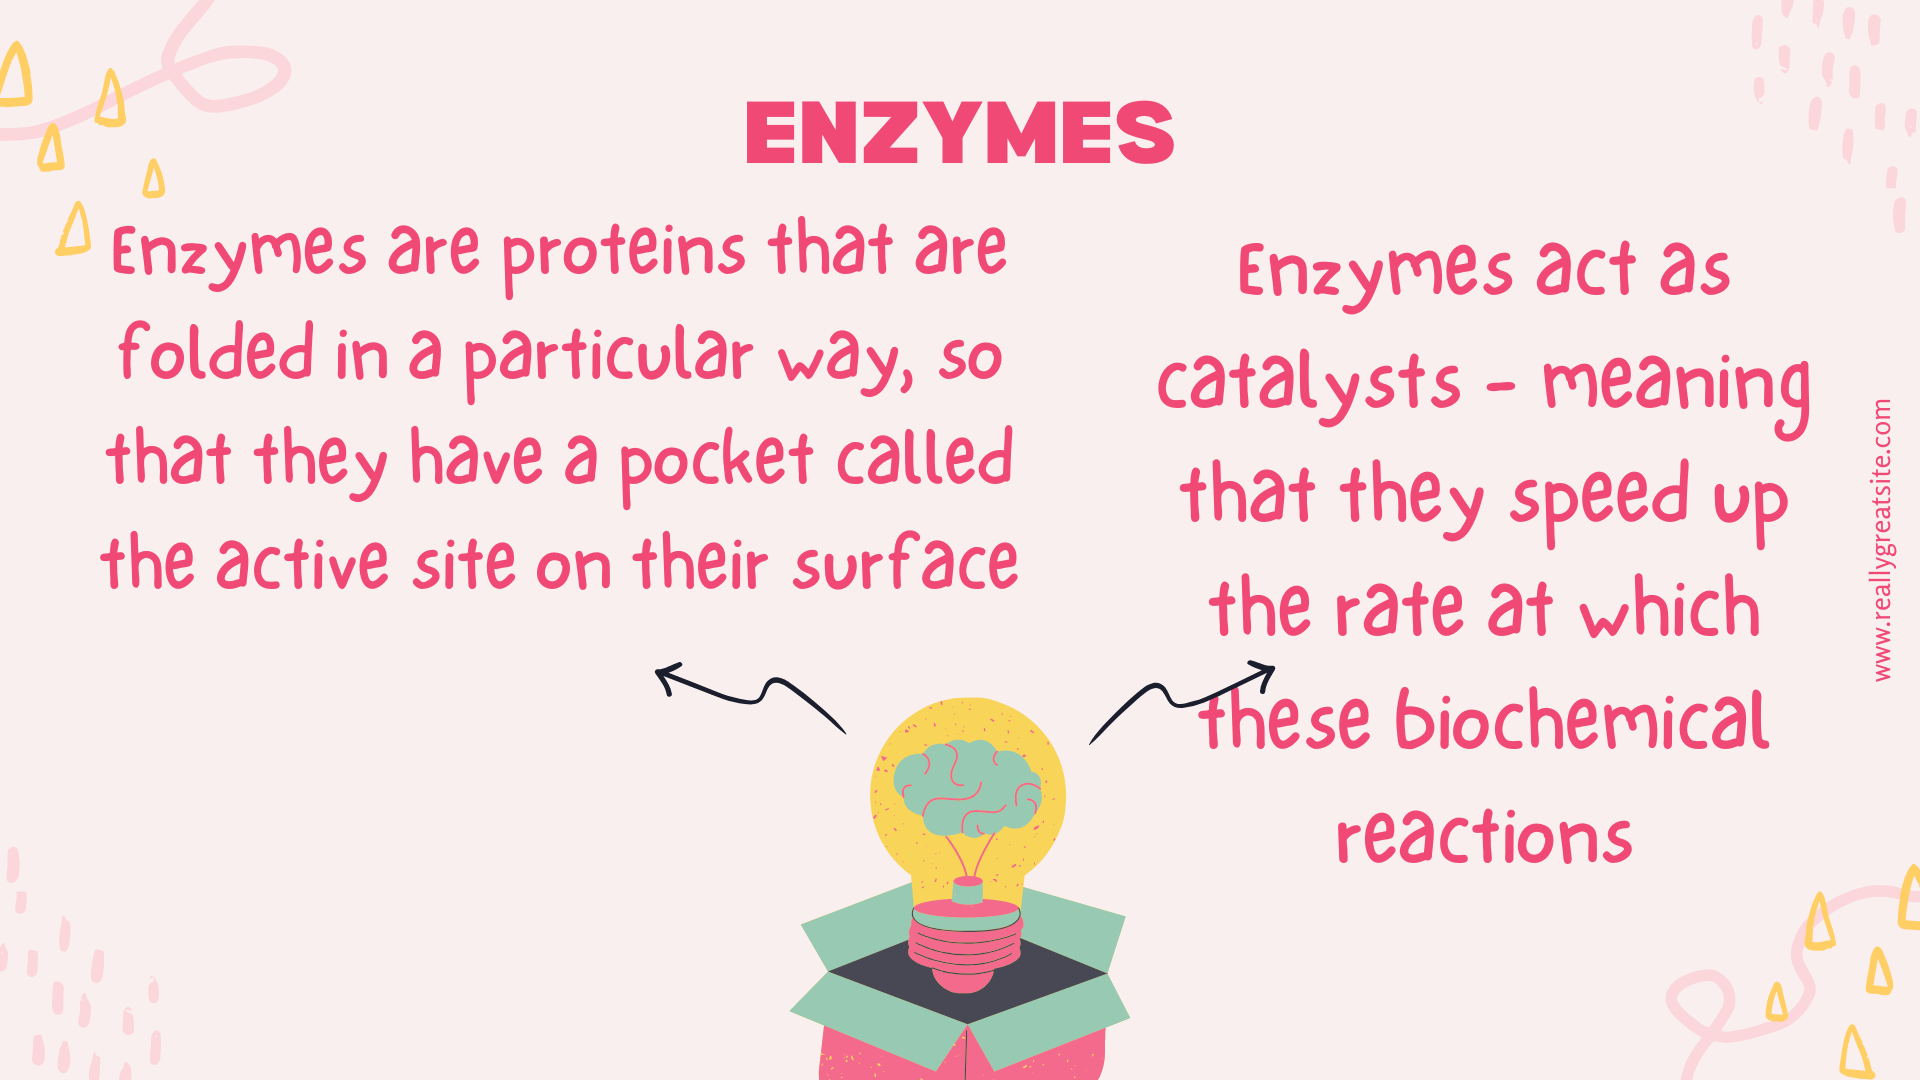 ENZYMES
Enzymes are proteins that are
folded in a particular way, so
that they have a pocket called
the active site on their surface
Enzymes act as
catalysts - meaning
that they speed up
the rate at which
these biochemical
reactions
www.reallygreatsite.com